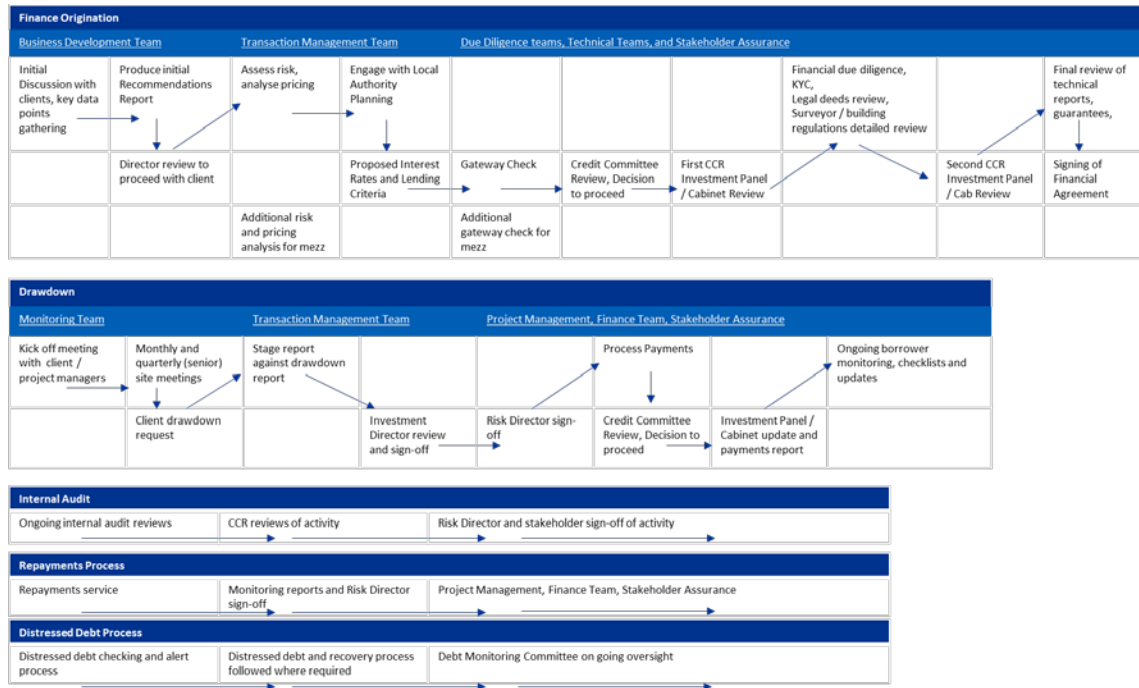 Finance Origination
Business Development Team
Transaction Management Team
Due Diligence teams, Technical Teams, and Stakeholder Assurance
Initial
Discussion with
clients, key data
points
gathering
Produce initial
Recommendations
Report
Assess risk,
analyse pricing
Engage with Local
Authority
Planning
Financial due diligence,
KYC,
Legal deeds review,
Surveyor / building
regulations detailed review
Final review of
technical
reports,
guarantees,
Director review to
proceed with client
Proposed Interest
Rates and Lending
Criteria
Gateway Check
Credit Committee
Review, Decision
to proceed
First CCR
Investment Panel
/ Cabinet Review
Second CCR
Investment Panel
/ Cab Review
Signing of
Financial
Agreement
Additional risk
and pricing
analysis for mezz
Additional
gateway check for
mezz
Drawdown
Monitoring Team
Transaction Management Team
Project Management, Finance Team, Stakeholder Assurance
Kick off meeting
with client /
project managers
Monthly and
quarterly (senior)
site meetings
Stage report
against drawdown
report
Process Payments
Ongoing borrower
monitoring, checklists and
updates
Client drawdown
request
Investment
Director review
and sign-off
Risk Director sign-
off
Credit Committee
Review, Decision to
proceed
Investment Panel /
Cabinet update and
payments report
Internal Audit
Ongoing internal audit reviews
CCR reviews of activity
Risk Director and stakeholder sign-off of activity
Repayments Process
Repayments service
Monitoring reports and Risk Director
sign-off
Project Management, Finance Team, Stakeholder Assurance
Distressed Debt Process
Distressed debt checking and alert
process
Distressed debt and recovery process
followed where required
Debt Monitoring Committee on going oversight